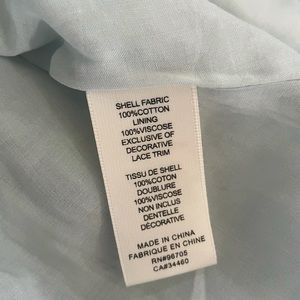 SHELL FABRIC
100%COTTON
LINING
100%VISCOSE
EXCLUSIVE OF
DECORATIVE
LACE TRIM
TISSU DE SHELL
100%COTON
DOUBLURE
100%VISCOSE
NON INCLUS
DENTELLE
DÉCORATIVE
MADE IN CHINA
FABRIQUE EN CHINE
RN#96705
CA#34460